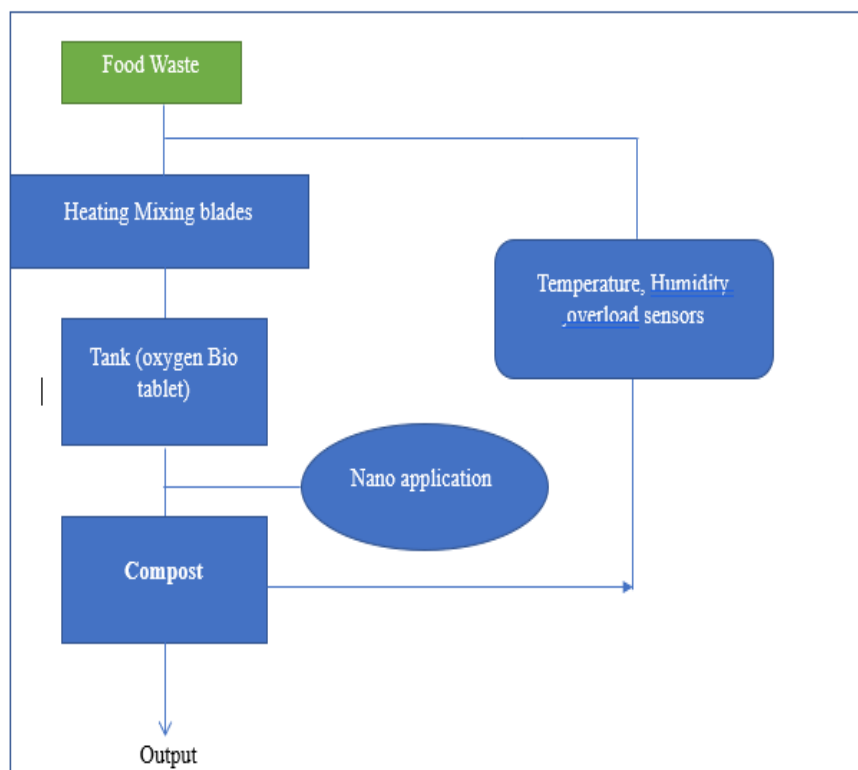 Food Waste
Heating Mixing blades
Temperature, Humidity
,overload sensors
Tank (oxygen Bio
tablet)
Nano application
Compost
Output